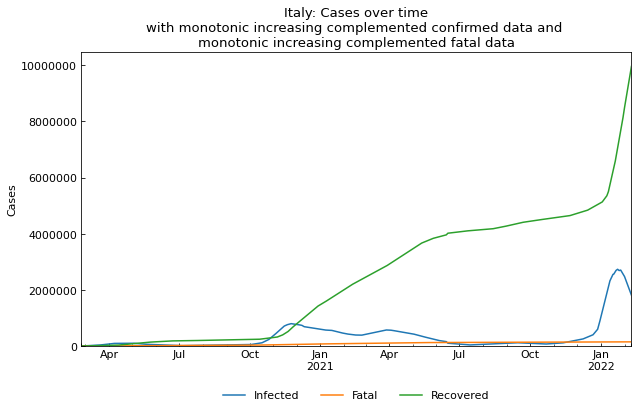 Italy: Cases over time
with monotonic increasing complemented confirmed data and
monotonic increasing complemented fatal data
Cases
10000000
8000000
6000000
4000000
2000000
0
Apr Jul Oct Jan Apr Jul Oct Jan
2021 2022
Infected Fatal Recovered